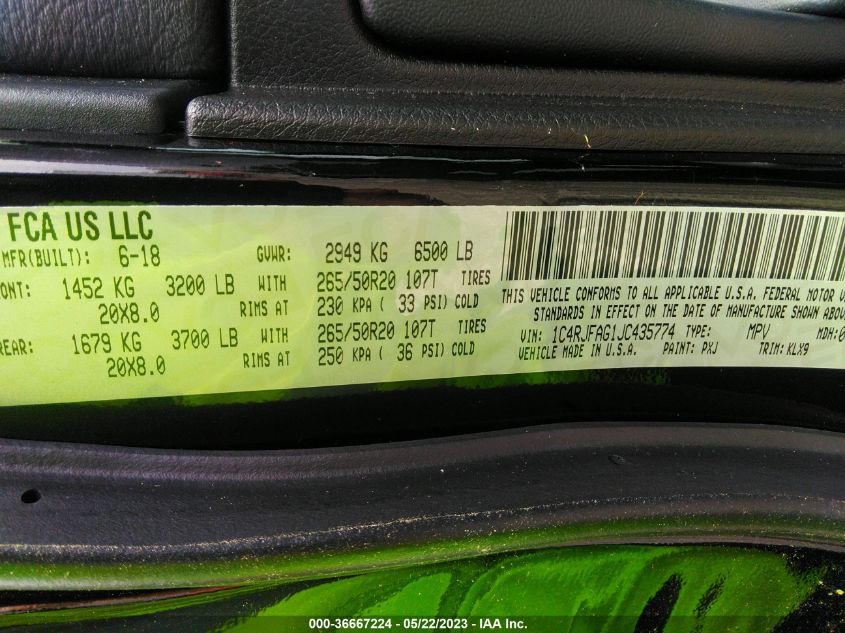 FCA US LLC
MFR(BUILT): 6-18 GVWR: 2949 KG 6500 LB
ONT: 1452 KG 3200 LB WITH 265/50R20 107T TIRES
20X8.0 RIMS AT 230 KPA ( 33 PSI) COLD
REAR: 1679 KG 3700 LB WITH 265/50R20 107T TIRES
20X8.0 RIMS AT 250 KPA ( 36 PSI) COLD
THIS VEHICLE CONFORMS TO ALL APPLICABLE U.S.A. FEDERAL MOTOR V
STANDARDS IN EFFECT ON THE DATE OF MANUFACTURE SHOWN ABOV
VIN: 1C4RJFAG1JC435774 TYPE: MPV MDH:0
VEHICLE MADE IN U.S.A. PAINT: PXJ TRIM: KLX9
000-36667224 - 05/22/2023 - IAA Inc.